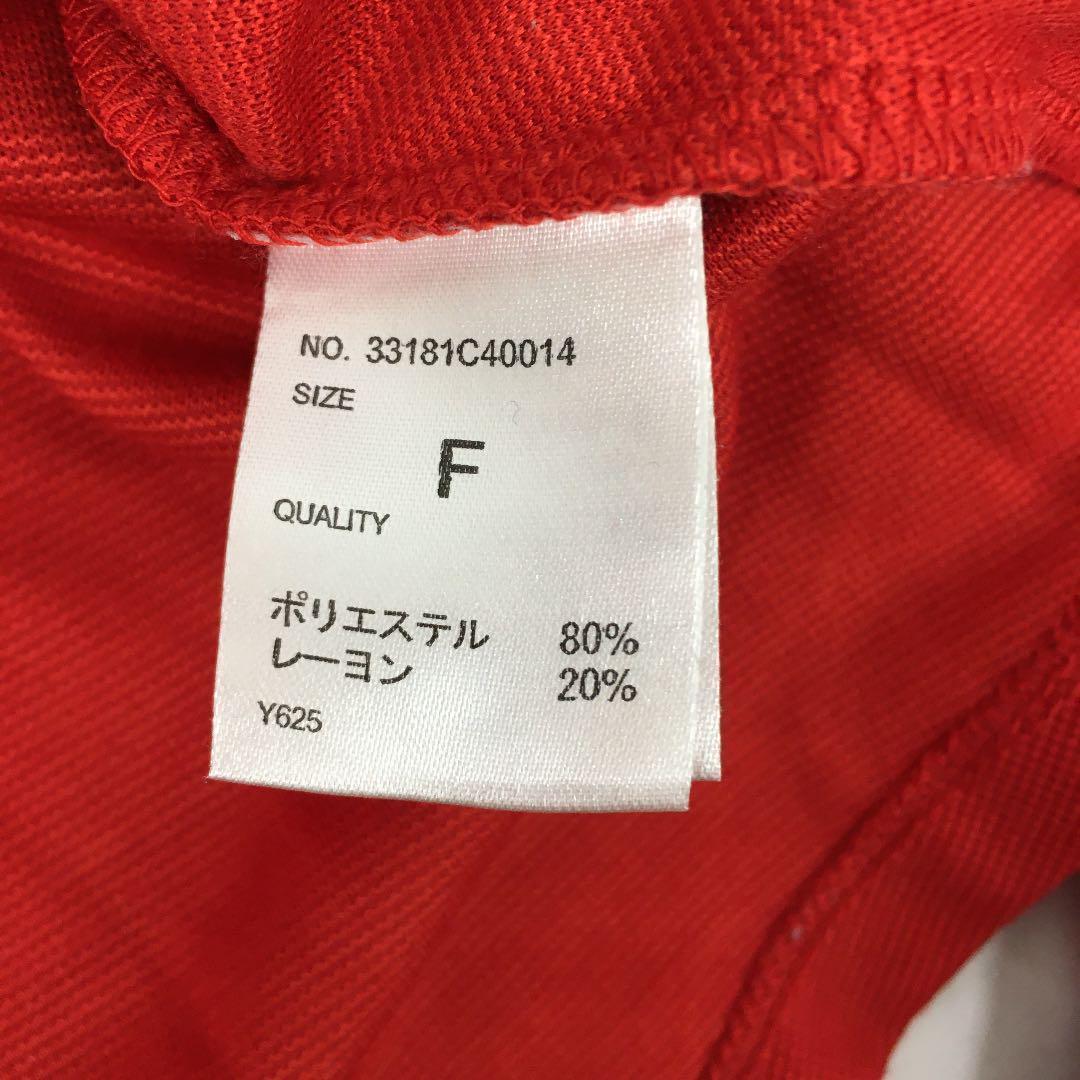 NO. 33181C40014
SIZE
F
QUALITY
ポリエステル 80%
レーヨン 20%
Y625